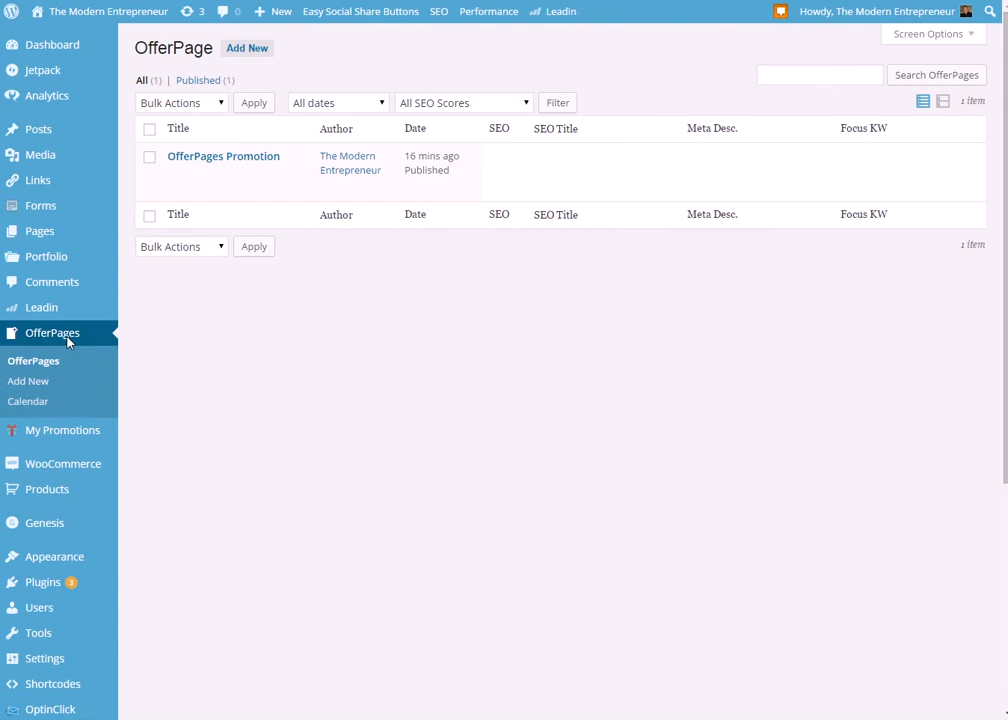 The Modern Entrepreneur 3 0 New Easy Social Share Buttons SEO Performance Leadin Howdy, The Modern Entrepreneur
Screen Options
Dashboard
Jetpack
Analytics
Posts
Media
Links
Forms
Pages
Portfolio
Comments
Leadin
OfferPages
OfferPages
Add New
Calendar
My Promotions
WooCommerce
Products
Genesis
Appearance
Plugins 3
Users
Tools
Settings
Shortcodes
OptinClick
OfferPage Add New
All (1) | Published (1)
Search OfferPages
Bulk Actions Apply All dates All SEO Scores Filter 1 item
Title Author Date SEO SEO Title Meta Desc. Focus KW
OfferPages Promotion The Modern Entrepreneur 16 mins ago Published
Title Author Date SEO SEO Title Meta Desc. Focus KW
Bulk Actions Apply 1 item